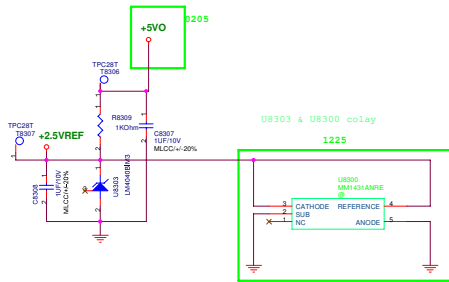 0205
+5VO
TPC28T
T8306
TPC28T
T8307
+2.5VREF
R8309
1KOhm
C8307
1UF/10V
MLCC/+/-20%
C8308
1UF/10V
MLCC/+/-20%
U8303
LM4040BIM3
U8303 & U8300 colay
1225
U8300
MM1431ANRE
@
3 CATHODE REFERENCE 4
2 SUB
1 NC ANODE 5